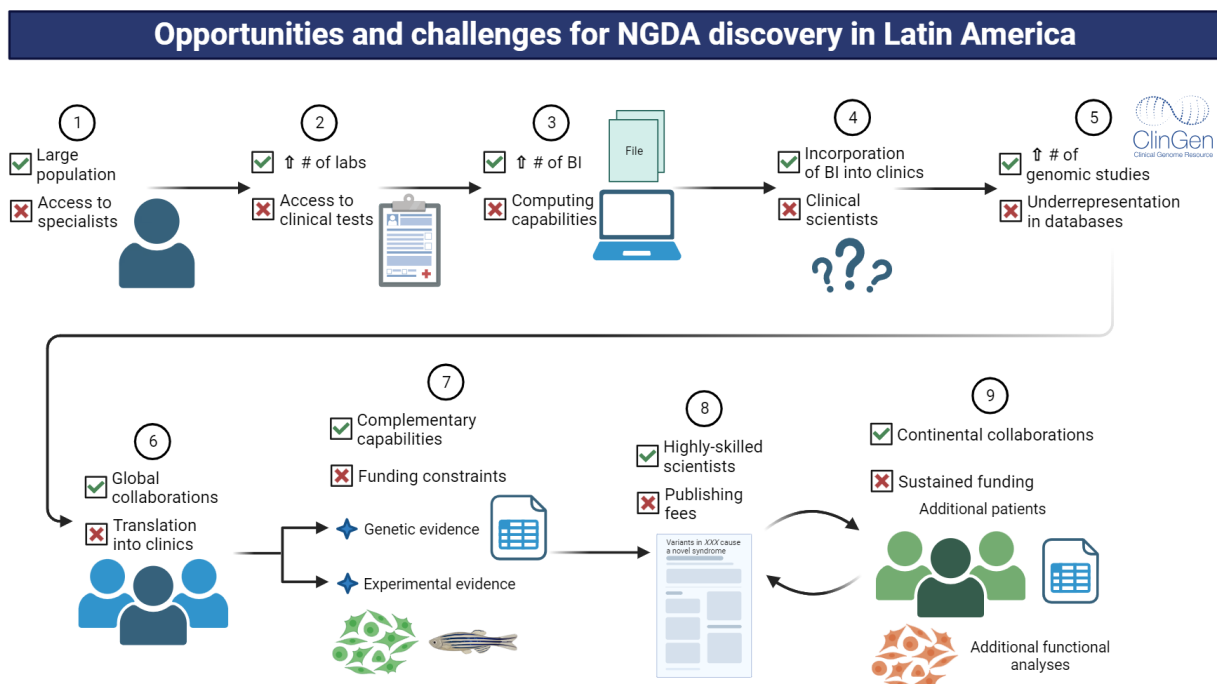 Opportunities and challenges for NGDA discovery in Latin America
1
Large
population
Access to
specialists
2
⇧ # of labs
Access to
clinical tests
3
⇧ # of BI
Computing
capabilities
File
4
Incorporation
of BI into clinics
Clinical
scientists
???
5
⇧ # of
genomic studies
Underrepresentation
in databases
ClinGen
Clinical Genome Resource
6
Global
collaborations
Translation
into clinics
7
Complementary
capabilities
Funding constraints
Genetic evidence
Experimental evidence
8
Highly-skilled
scientists
Publishing
fees
Variants in XXX cause
a novel syndrome
9
Continental collaborations
Sustained funding
Additional patients
Additional functional
analyses